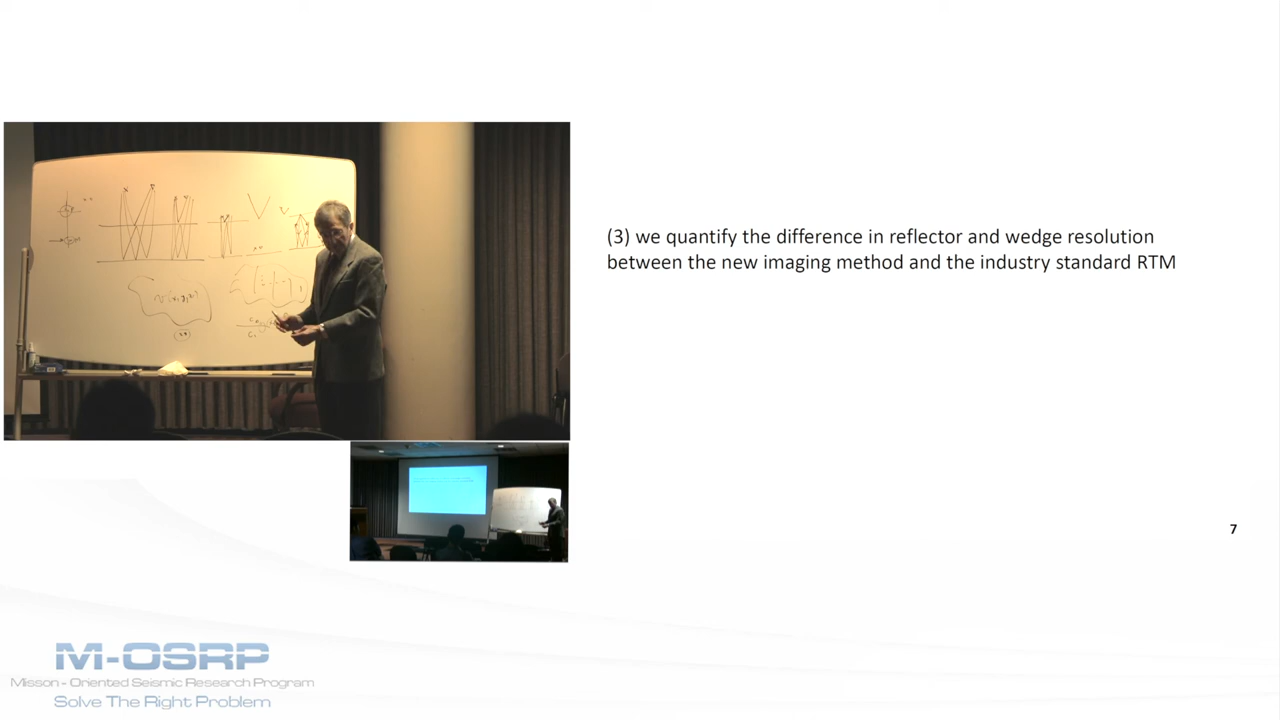 (3) we quantify the difference in reflector and wedge resolution
between the new imaging method and the industry standard RTM
7
M-OSRP
Misson - Oriented Seismic Research Program
Solve The Right Problem